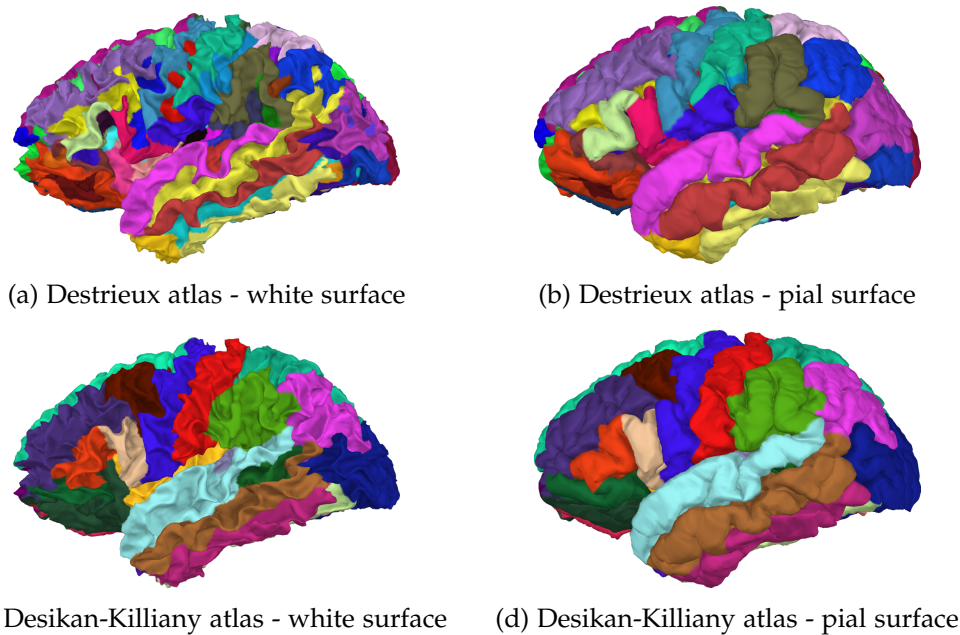 (a) Destrieux atlas - white surface
(b) Destrieux atlas - pial surface
Desikan-Killiany atlas - white surface
(d) Desikan-Killiany atlas - pial surface